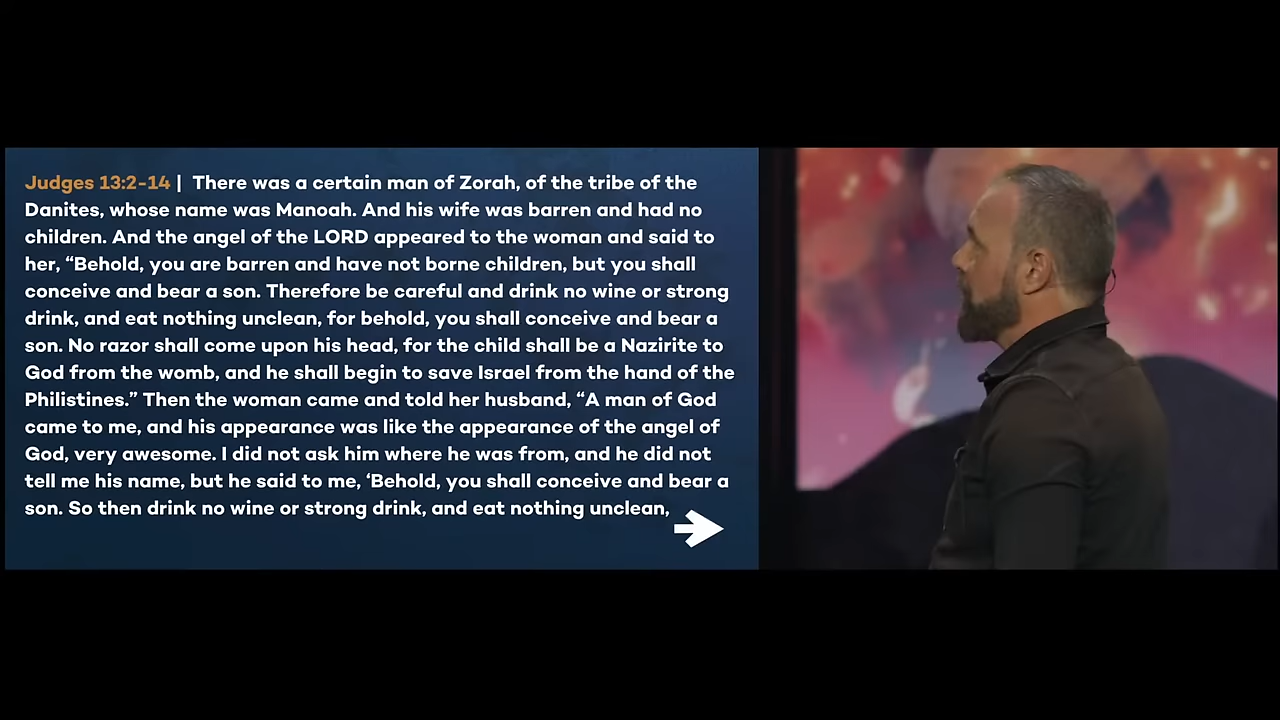 Judges 13:2-14 | There was a certain man of Zorah, of the tribe of the
Danites, whose name was Manoah. And his wife was barren and had no
children. And the angel of the LORD appeared to the woman and said to
her, “Behold, you are barren and have not borne children, but you shall
conceive and bear a son. Therefore be careful and drink no wine or strong
drink, and eat nothing unclean, for behold, you shall conceive and bear a
son. No razor shall come upon his head, for the child shall be a Nazirite to
God from the womb, and he shall begin to save Israel from the hand of the
Philistines.” Then the woman came and told her husband, “A man of God
came to me, and his appearance was like the appearance of the angel of
God, very awesome. I did not ask him where he was from, and he did not
tell me his name, but he said to me, ‘Behold, you shall conceive and bear a
son. So then drink no wine or strong drink, and eat nothing unclean,